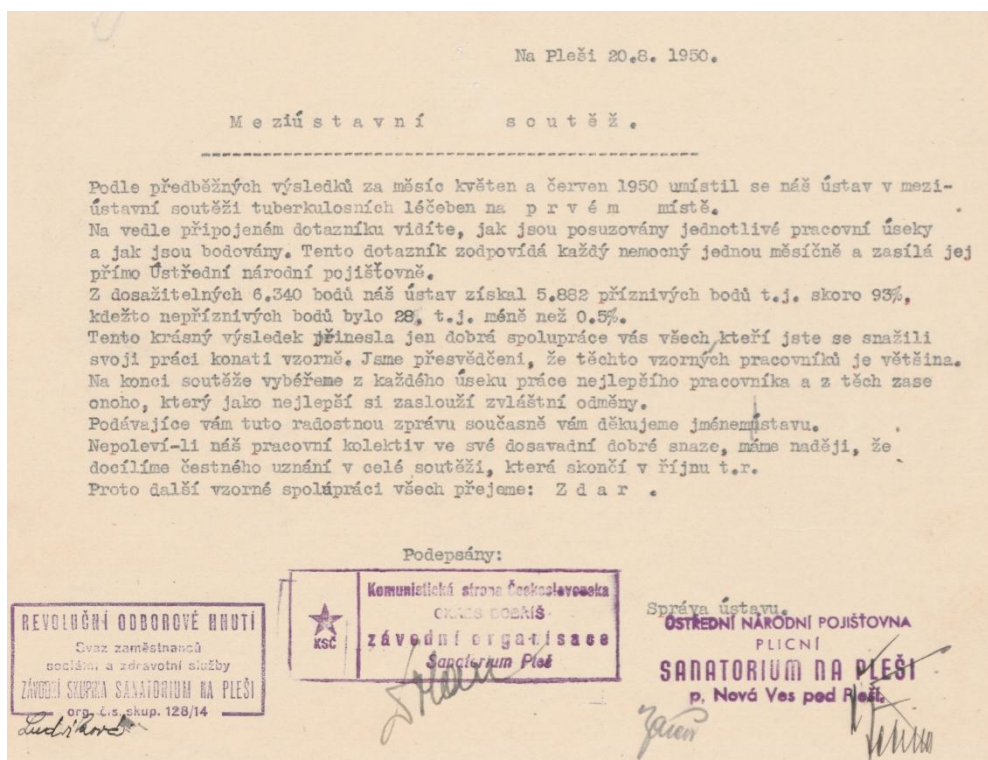 Na Pleši 20.8. 1950.
Meziústavní soutěž.
Podle předběžných výsledků za měsíc květen a červen 1950 umístil se náš ústav v mezi-
ústavní soutěži tuberkulosních léčeben na p r v é m místě.
Na vedle připojeném dotazníku vidíte, jak jsou posuzovány jednotlivé pracovní úseky
a jak jsou bodovány. Tento dotazník zodpovídá každý nemocný jednou měsíčně a zasílá jej
přímo Ústřední národní pojišťovně.
Z dosažitelných 6.340 bodů náš ústav získal 5.882 příznivých bodů t.j. skoro 93%,
kdežto nepříznivých bodů bylo 28, t.j. méně než 0.5%.
Tento krásný výsledek přinesla jen dobrá spolupráce vás všech, kteří jste se snažili
svoji práci konati vzorně. Jsme přesvědčeni, že těchto vzorných pracovníků je většina.
Na konci soutěže vybéřeme z každého úseku práce nejlepšího pracovníka a z těch zase
onoho, který jako nejlepší si zaslouží zvláštní odměny.
Podávajíce vám tuto radostnou zprávu současně vám děkujeme jménem ústavu.
Nepoleví-li náš pracovní kolektiv ve své dosavadní dobré snaze, máme naději, že
docílíme čestného uznání v celé soutěži, která skončí v říjnu t.r.
Proto další vzorné spolupráci všech přejeme: Z d a r .
Podepsány:
REVOLUČNÍ ODBOROVÉ HNUTÍ
Svaz zaměstnanců
sociální a zdravotní služby
ZÁVODNÍ SKUPINA SANATORIUM NA PLEŠI
org. č.s. skup. 128/14
Ludvíková
KSČ
Komunistická strana Československa
OKRES DOBŘÍŠ
závodní organisace
Sanatorium Pleš
Správa ústavu.
ÚSTŘEDNÍ NÁRODNÍ POJIŠŤOVNA
PLICNÍ
SANATORIUM NA PLEŠI
p. Nová Ves pod Pleší.